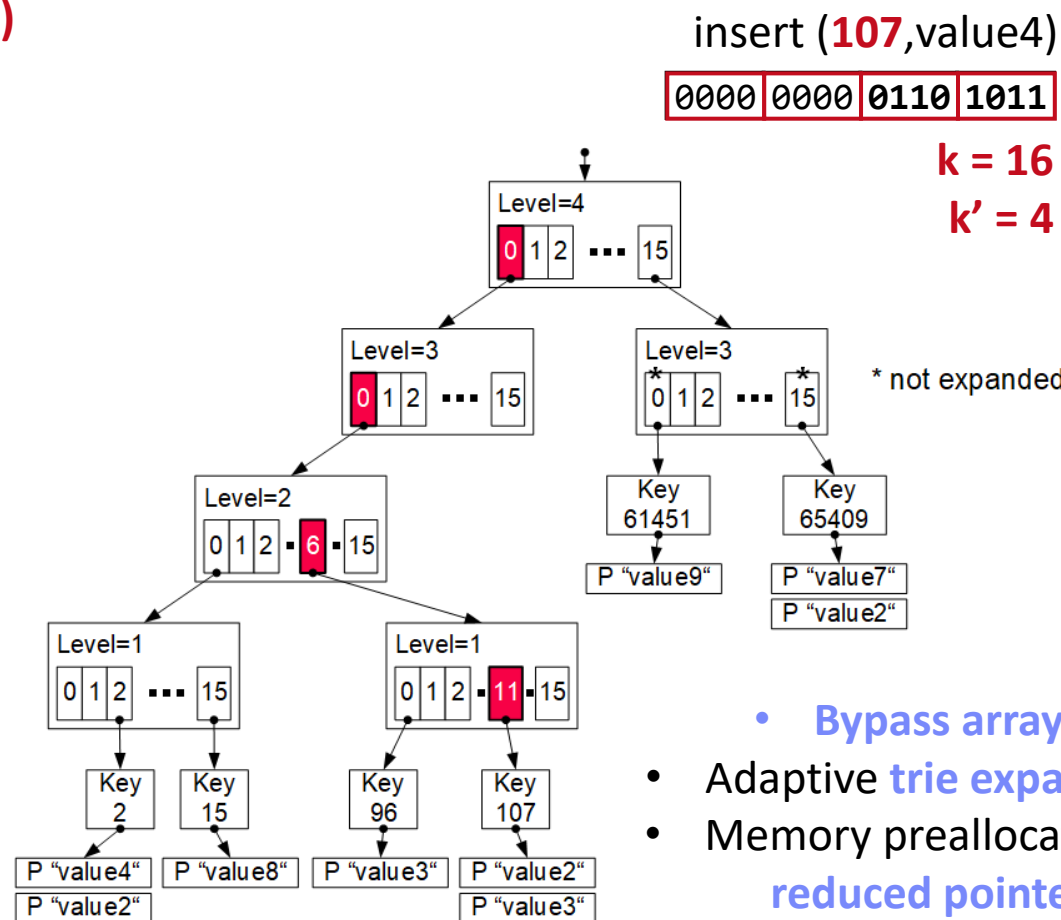 )
insert (107,value4)
0000 0000 0110 1011
k = 16
k’ = 4
Level=4
0 1 2 ▪▪▪ 15
Level=3
0 1 2 ▪▪▪ 15
Level=3
* *
0 1 2 ▪▪▪ 15
* not expanded
Level=2
0 1 2 ▪ 6 ▪ 15
Key
61451
Key
65409
P “value9“
P “value7“
P “value2“
Level=1
0 1 2 ▪▪▪ 15
Level=1
0 1 2 ▪ 11 ▪ 15
Key
2
Key
15
Key
96
Key
107
P “value4“
P “value8“
P “value3“
P “value2“
P “value2“
P “value3“
• Bypass array
• Adaptive trie expa
• Memory prealloca
reduced pointe